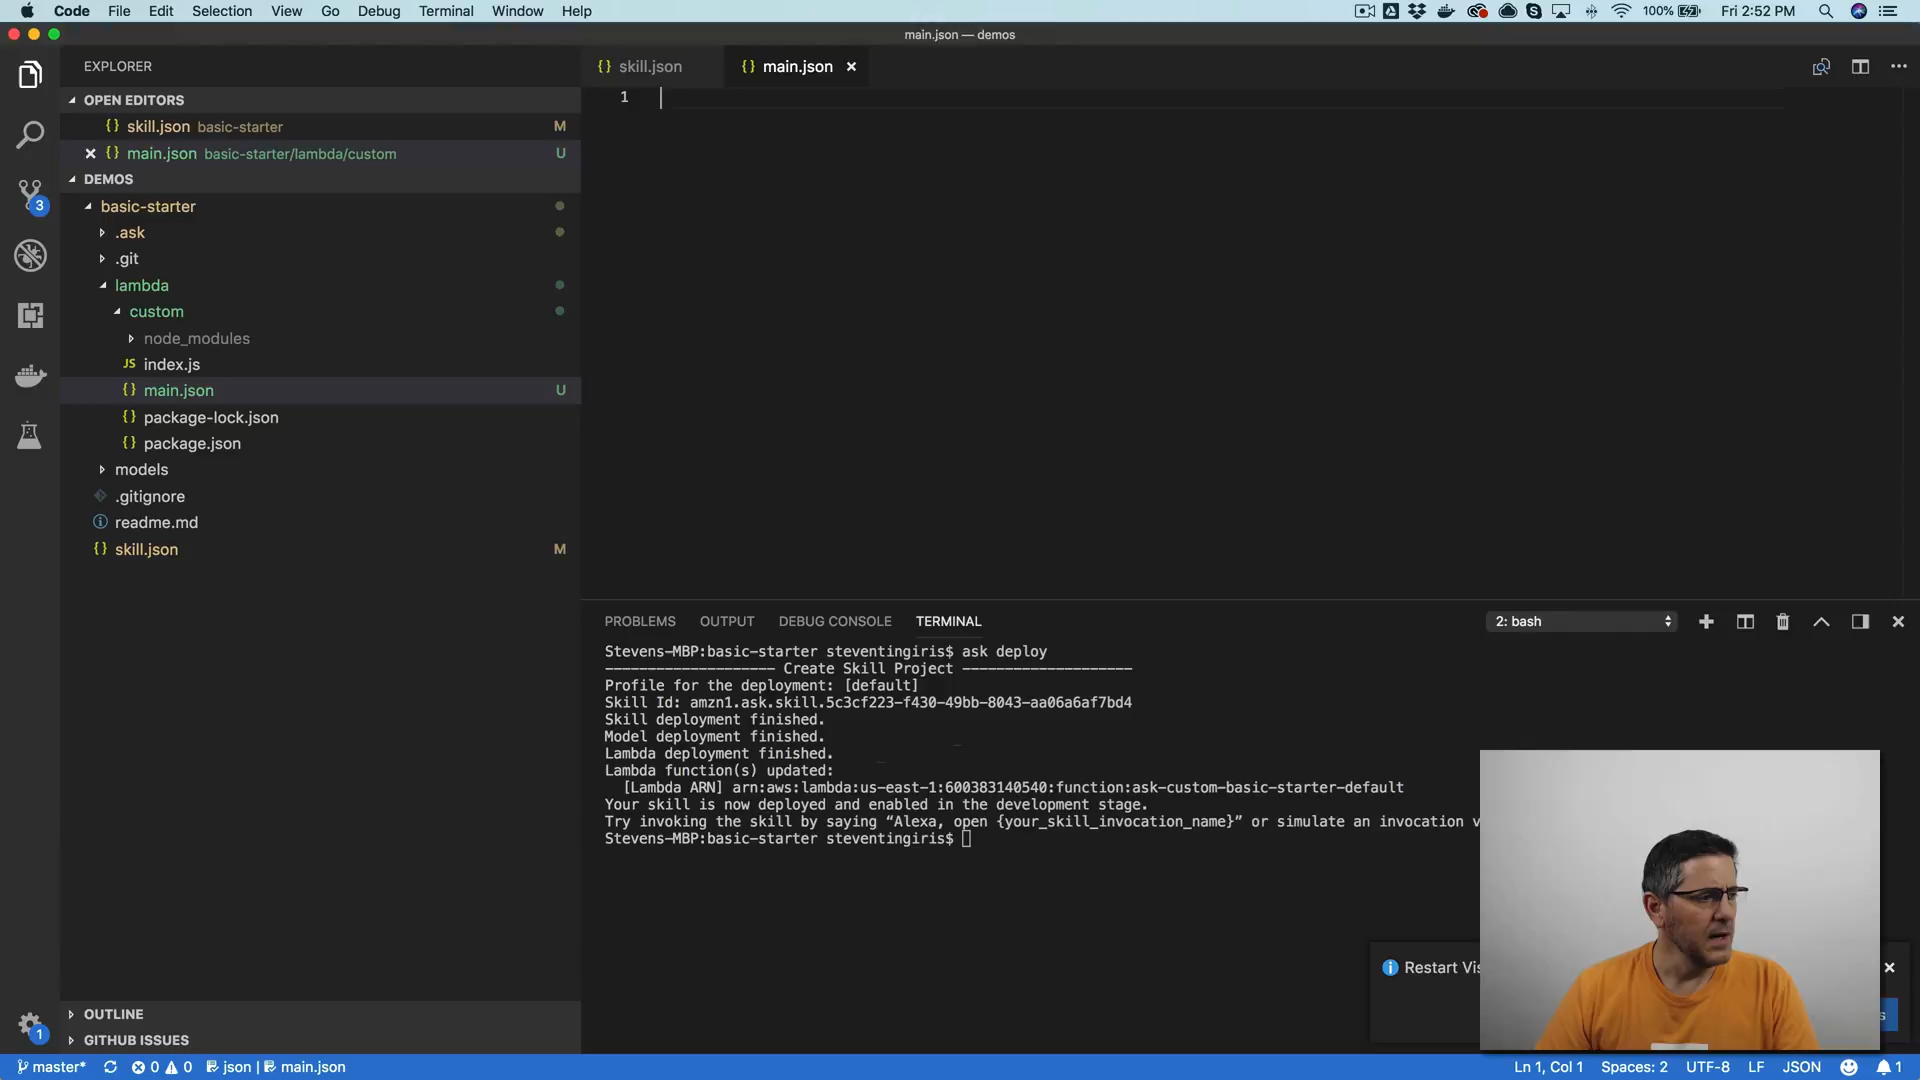 Code File Edit Selection View Go Debug Terminal Window Help 100% Fri 2:52 PM
main.json — demos
EXPLORER
OPEN EDITORS
skill.json basic-starter M
main.json basic-starter/lambda/custom U
DEMOS
basic-starter
.ask
.git
lambda
custom
node_modules
JS index.js
main.json U
package-lock.json
package.json
models
.gitignore
readme.md
skill.json M
OUTLINE
GITHUB ISSUES
3
1
skill.json main.json
1
PROBLEMS OUTPUT DEBUG CONSOLE TERMINAL 2: bash
Stevens-MBP:basic-starter steventingiris$ ask deploy
-------------------- Create Skill Project --------------------
Profile for the deployment: [default]
Skill Id: amzn1.ask.skill.5c3cf223-f430-49bb-8043-aa06a6af7bd4
Skill deployment finished.
Model deployment finished.
Lambda deployment finished.
Lambda function(s) updated:
[Lambda ARN] arn:aws:lambda:us-east-1:600383140540:function:ask-custom-basic-starter-default
Your skill is now deployed and enabled in the development stage.
Try invoking the skill by saying “Alexa, open {your_skill_invocation_name}” or simulate an invocation v
Stevens-MBP:basic-starter steventingiris$
Restart Vis
s
master* 0 0 json | main.json Ln 1, Col 1 Spaces: 2 UTF-8 LF JSON 1